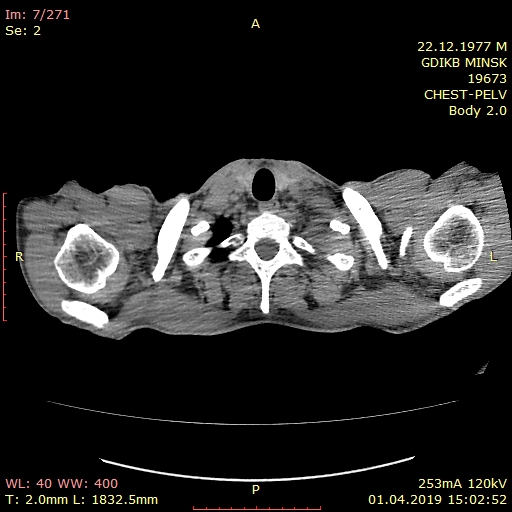 Im: 7/271
Se: 2
A
22.12.1977 M
GDIKB MINSK
19673
CHEST-PELV
Body 2.0
R
L
WL: 40 WW: 400
T: 2.0mm L: 1832.5mm
P
253mA 120kV
01.04.2019 15:02:52